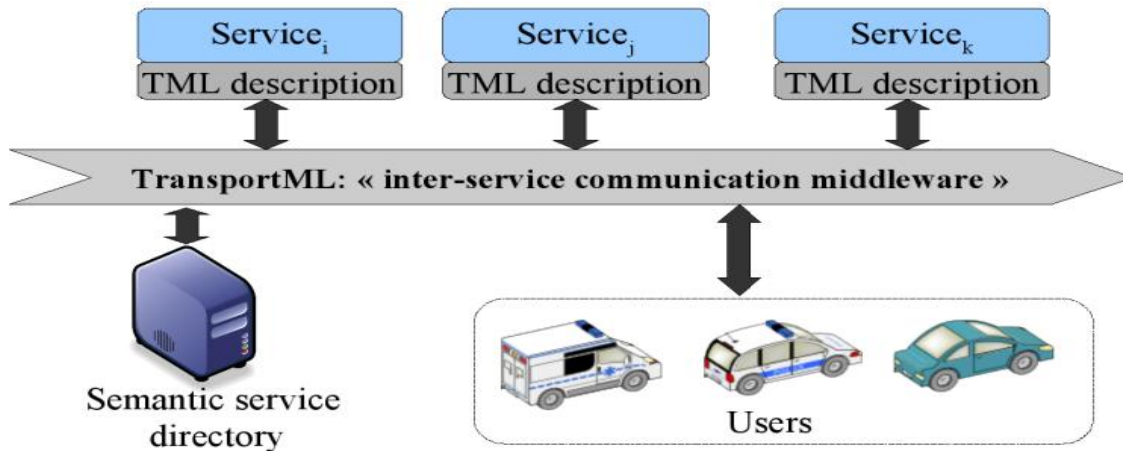 Serviceᵢ
Serviceⱼ
Serviceₖ
TML description
TML description
TML description
TransportML: « inter-service communication middleware »
Semantic service
directory
Users